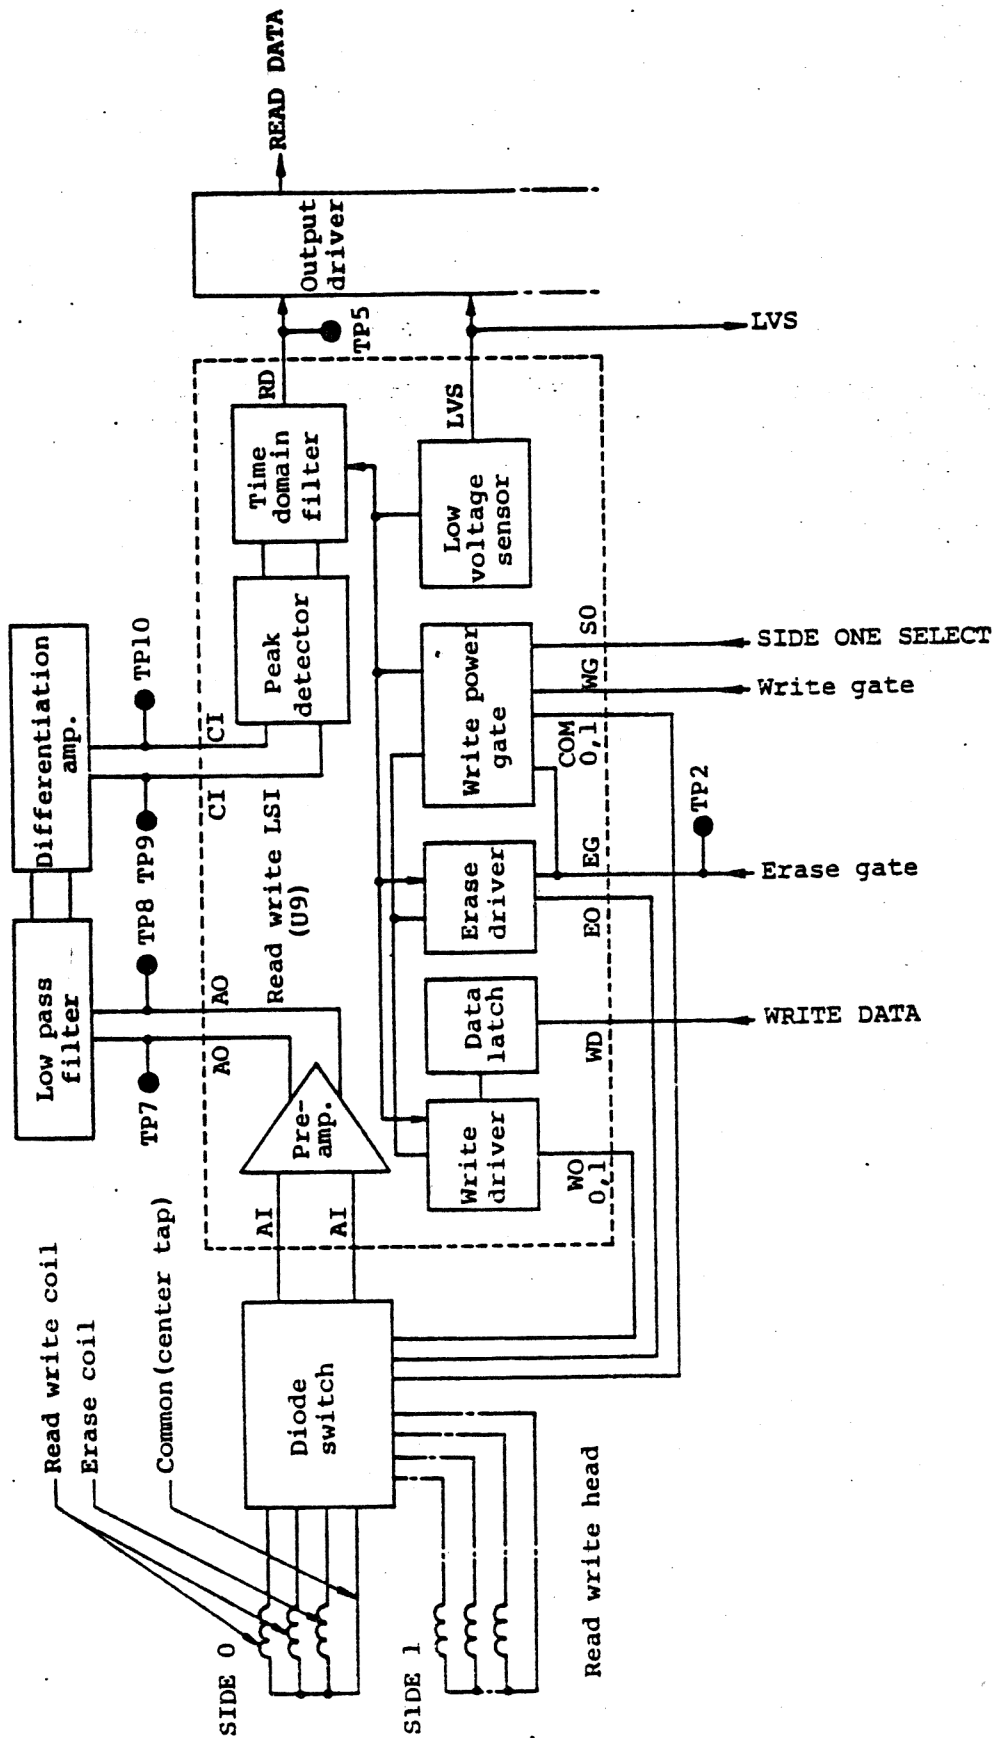 Read write coil
Erase coil
Common(center tap)
SIDE 0
SIDE 1
Read write head
Diode
switch
AI
AI
Pre-
amp.
AO
AO
TP7
TP8
Low pass
filter
Differentiation
amp.
TP9
TP10
CI
CI
Read write LSI
(U9)
Peak
detector
Time
domain
filter
RD
TP5
Output
driver
READ DATA
Write
driver
Data
latch
Erase
driver
Write power
gate
Low
voltage
sensor
LVS
LVS
WO
0,1
WD
EO
EG
COM
0,1
WG
SO
WRITE DATA
Erase gate
TP2
Write gate
SIDE ONE SELECT